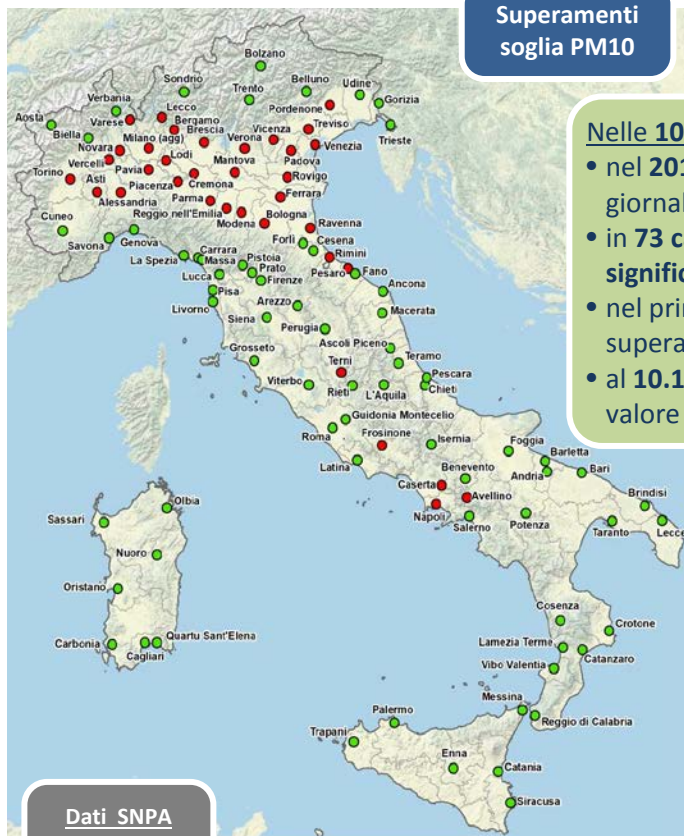 Superamenti
soglia PM10
Nelle 10
• nel 201
giornal
• in 73 c
signific
• nel prin
supera
• al 10.1
valore
Bolzano
Sondrio
Belluno
Udine
Verbania
Trento
Pordenone
Gorizia
Aosta
Lecco
Varese
Bergamo
Treviso
Biella
Milano (agg)
Brescia
Vicenza
Verona
Venezia
Trieste
Novara
Lodi
Mantova
Padova
Vercelli
Torino
Pavia
Rovigo
Asti
Piacenza
Cremona
Ferrara
Alessandria
Parma
Reggio nell'Emilia
Bologna
Cuneo
Modena
Ravenna
Savona
Genova
Forlì
Cesena
Carrara
Rimini
La Spezia
Massa
Pistoia
Pesaro
Fano
Lucca
Prato
Firenze
Pisa
Ancona
Livorno
Arezzo
Siena
Macerata
Perugia
Grosseto
Ascoli Piceno
Teramo
Terni
Pescara
Viterbo
Rieti
L'Aquila
Chieti
Guidonia Montecelio
Roma
Frosinone
Isernia
Foggia
Latina
Barletta
Benevento
Caserta
Andria
Bari
Avellino
Brindisi
Napoli
Salerno
Potenza
Taranto
Lecce
Olbia
Sassari
Nuoro
Oristano
Cosenza
Crotone
Carbonia
Quartu Sant'Elena
Cagliari
Lamezia Terme
Catanzaro
Vibo Valentia
Messina
Palermo
Reggio di Calabria
Trapani
Enna
Catania
Siracusa
Dati SNPA